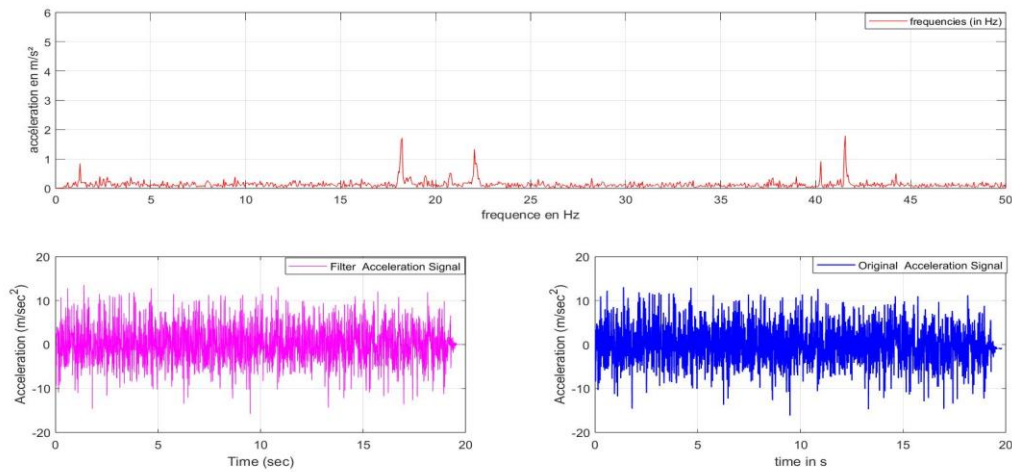 6
5
4
3
2
1
0
accéleration en m/s²
frequencies (in Hz)
0 5 10 15 20 25 30 35 40 45 50
frequence en Hz
20
10
0
-10
-20
Acceleration (m/sec²)
Filter Acceleration Signal
0 5 10 15 20
Time (sec)
20
10
0
-10
-20
Acceleration (m/sec²)
Original Acceleration Signal
0 5 10 15 20
time in s